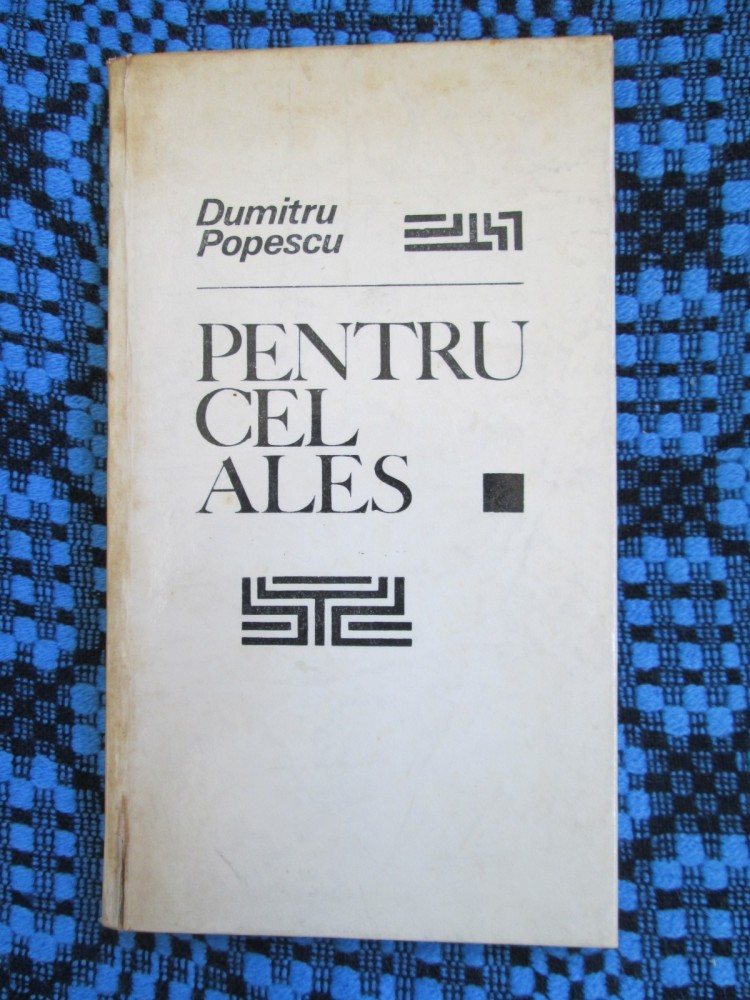 Dumitru
Popescu
PENTRU
CEL
ALES